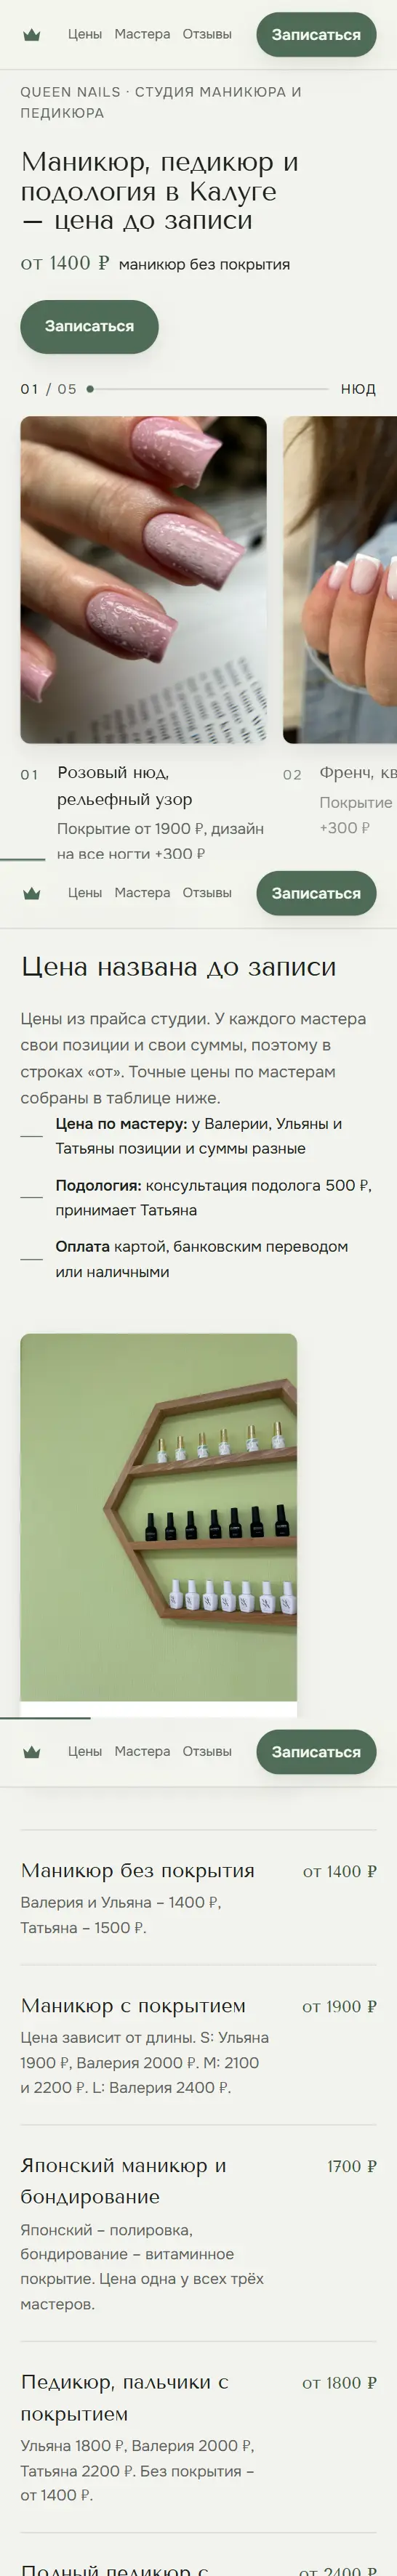 Цены Мастера Отзывы Записаться
QUEEN NAILS · СТУДИЯ МАНИКЮРА И
ПЕДИКЮРА
Маникюр, педикюр и
подология в Калуге
— цена до записи
от 1400 ₽ маникюр без покрытия
Записаться
01 / 05 НЮД
01 Розовый нюд,
рельефный узор
Покрытие от 1900 ₽, дизайн
на все ногти +300 ₽
02 Френч, кв
Покрытие
+300 ₽
Цены Мастера Отзывы Записаться
Цена названа до записи
Цены из прайса студии. У каждого мастера
свои позиции и свои суммы, поэтому в
строках «от». Точные цены по мастерам
собраны в таблице ниже.
Цена по мастеру: у Валерии, Ульяны и
Татьяны позиции и суммы разные
Подология: консультация подолога 500 ₽,
принимает Татьяна
Оплата картой, банковским переводом
или наличными
Цены Мастера Отзывы Записаться
Маникюр без покрытия от 1400 ₽
Валерия и Ульяна – 1400 ₽,
Татьяна – 1500 ₽.
Маникюр с покрытием от 1900 ₽
Цена зависит от длины. S: Ульяна
1900 ₽, Валерия 2000 ₽. M: 2100
и 2200 ₽. L: Валерия 2400 ₽.
Японский маникюр и 1700 ₽
бондирование
Японский – полировка,
бондирование – витаминное
покрытие. Цена одна у всех трёх
мастеров.
Педикюр, пальчики с от 1800 ₽
покрытием
Ульяна 1800 ₽, Валерия 2000 ₽,
Татьяна 2200 ₽. Без покрытия –
от 1400 ₽.
Полный педикюр с от 2400 ₽